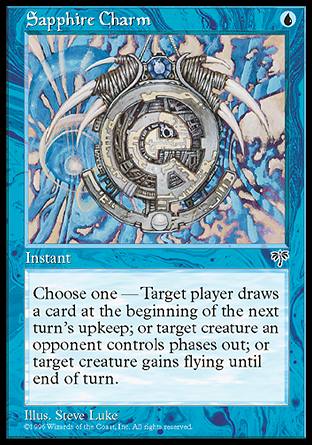 Sapphire Charm
Instant
Choose one — Target player draws
a card at the beginning of the next
turn's upkeep; or target creature an
opponent controls phases out; or
target creature gains flying until
end of turn.
Illus. Steve Luke
©1996 Wizards of the Coast, Inc. All rights reserved.